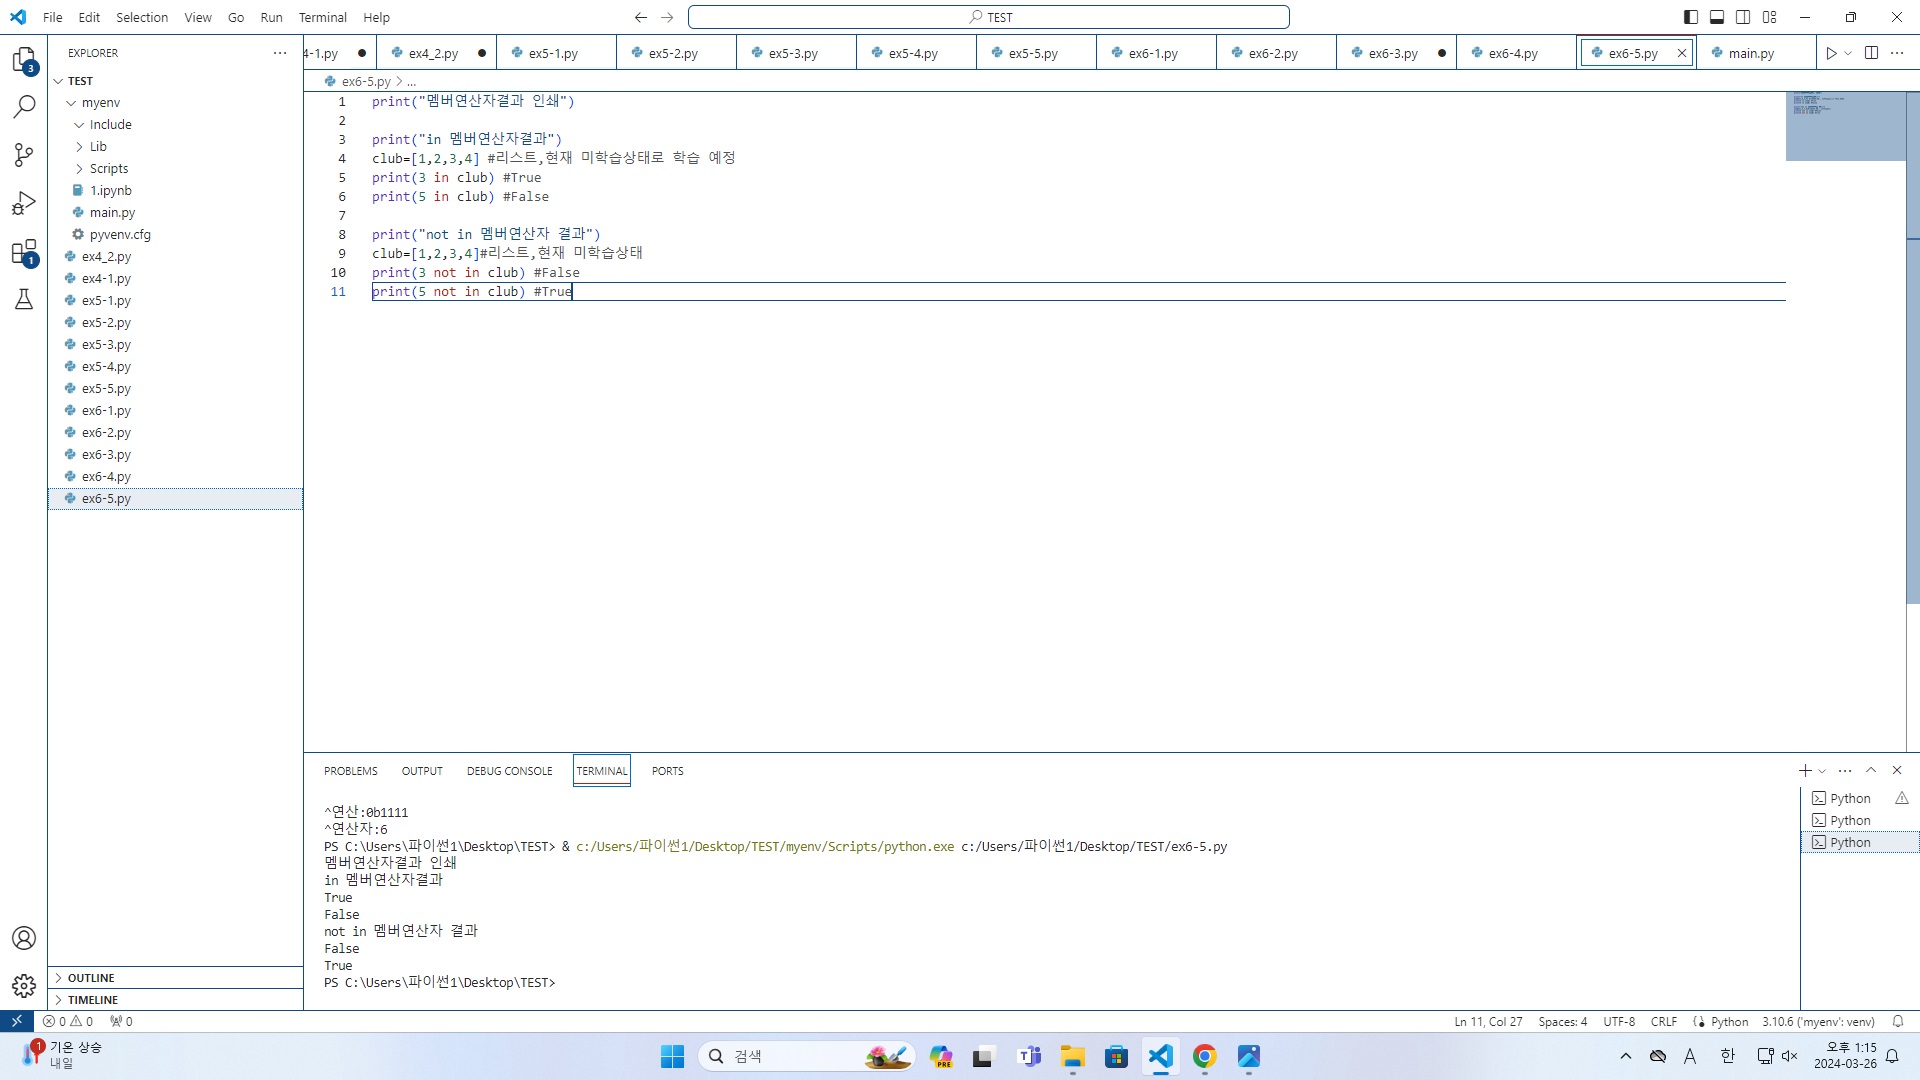 File Edit Selection View Go Run Terminal Help
TEST
EXPLORER
4-1.py ex4_2.py ex5-1.py ex5-2.py ex5-3.py ex5-4.py ex5-5.py ex6-1.py ex6-2.py ex6-3.py ex6-4.py ex6-5.py main.py
3
1
TEST
myenv
Include
Lib
Scripts
1.ipynb
main.py
pyvenv.cfg
ex4_2.py
ex4-1.py
ex5-1.py
ex5-2.py
ex5-3.py
ex5-4.py
ex5-5.py
ex6-1.py
ex6-2.py
ex6-3.py
ex6-4.py
ex6-5.py
OUTLINE
TIMELINE
ex6-5.py > ...
1 print("멤버연산자결과 인쇄")
2
3 print("in 멤버연산자결과")
4 club=[1,2,3,4] #리스트,현재 미학습상태로 학습 예정
5 print(3 in club) #True
6 print(5 in club) #False
7
8 print("not in 멤버연산자 결과")
9 club=[1,2,3,4]#리스트,현재 미학습상태
10 print(3 not in club) #False
11 print(5 not in club) #True
PROBLEMS OUTPUT DEBUG CONSOLE TERMINAL PORTS
^연산:0b1111
^연산자:6
PS C:\Users\파이썬1\Desktop\TEST> & c:/Users/파이썬1/Desktop/TEST/myenv/Scripts/python.exe c:/Users/파이썬1/Desktop/TEST/ex6-5.py
멤버연산자결과 인쇄
in 멤버연산자결과
True
False
not in 멤버연산자 결과
False
True
PS C:\Users\파이썬1\Desktop\TEST>
Python
Python
Python
0 0 0
Ln 11, Col 27 Spaces: 4 UTF-8 CRLF Python 3.10.6 ('myenv': venv)
1
기온 상승
내일
검색
PRE
A 한
오후 1:15
2024-03-26